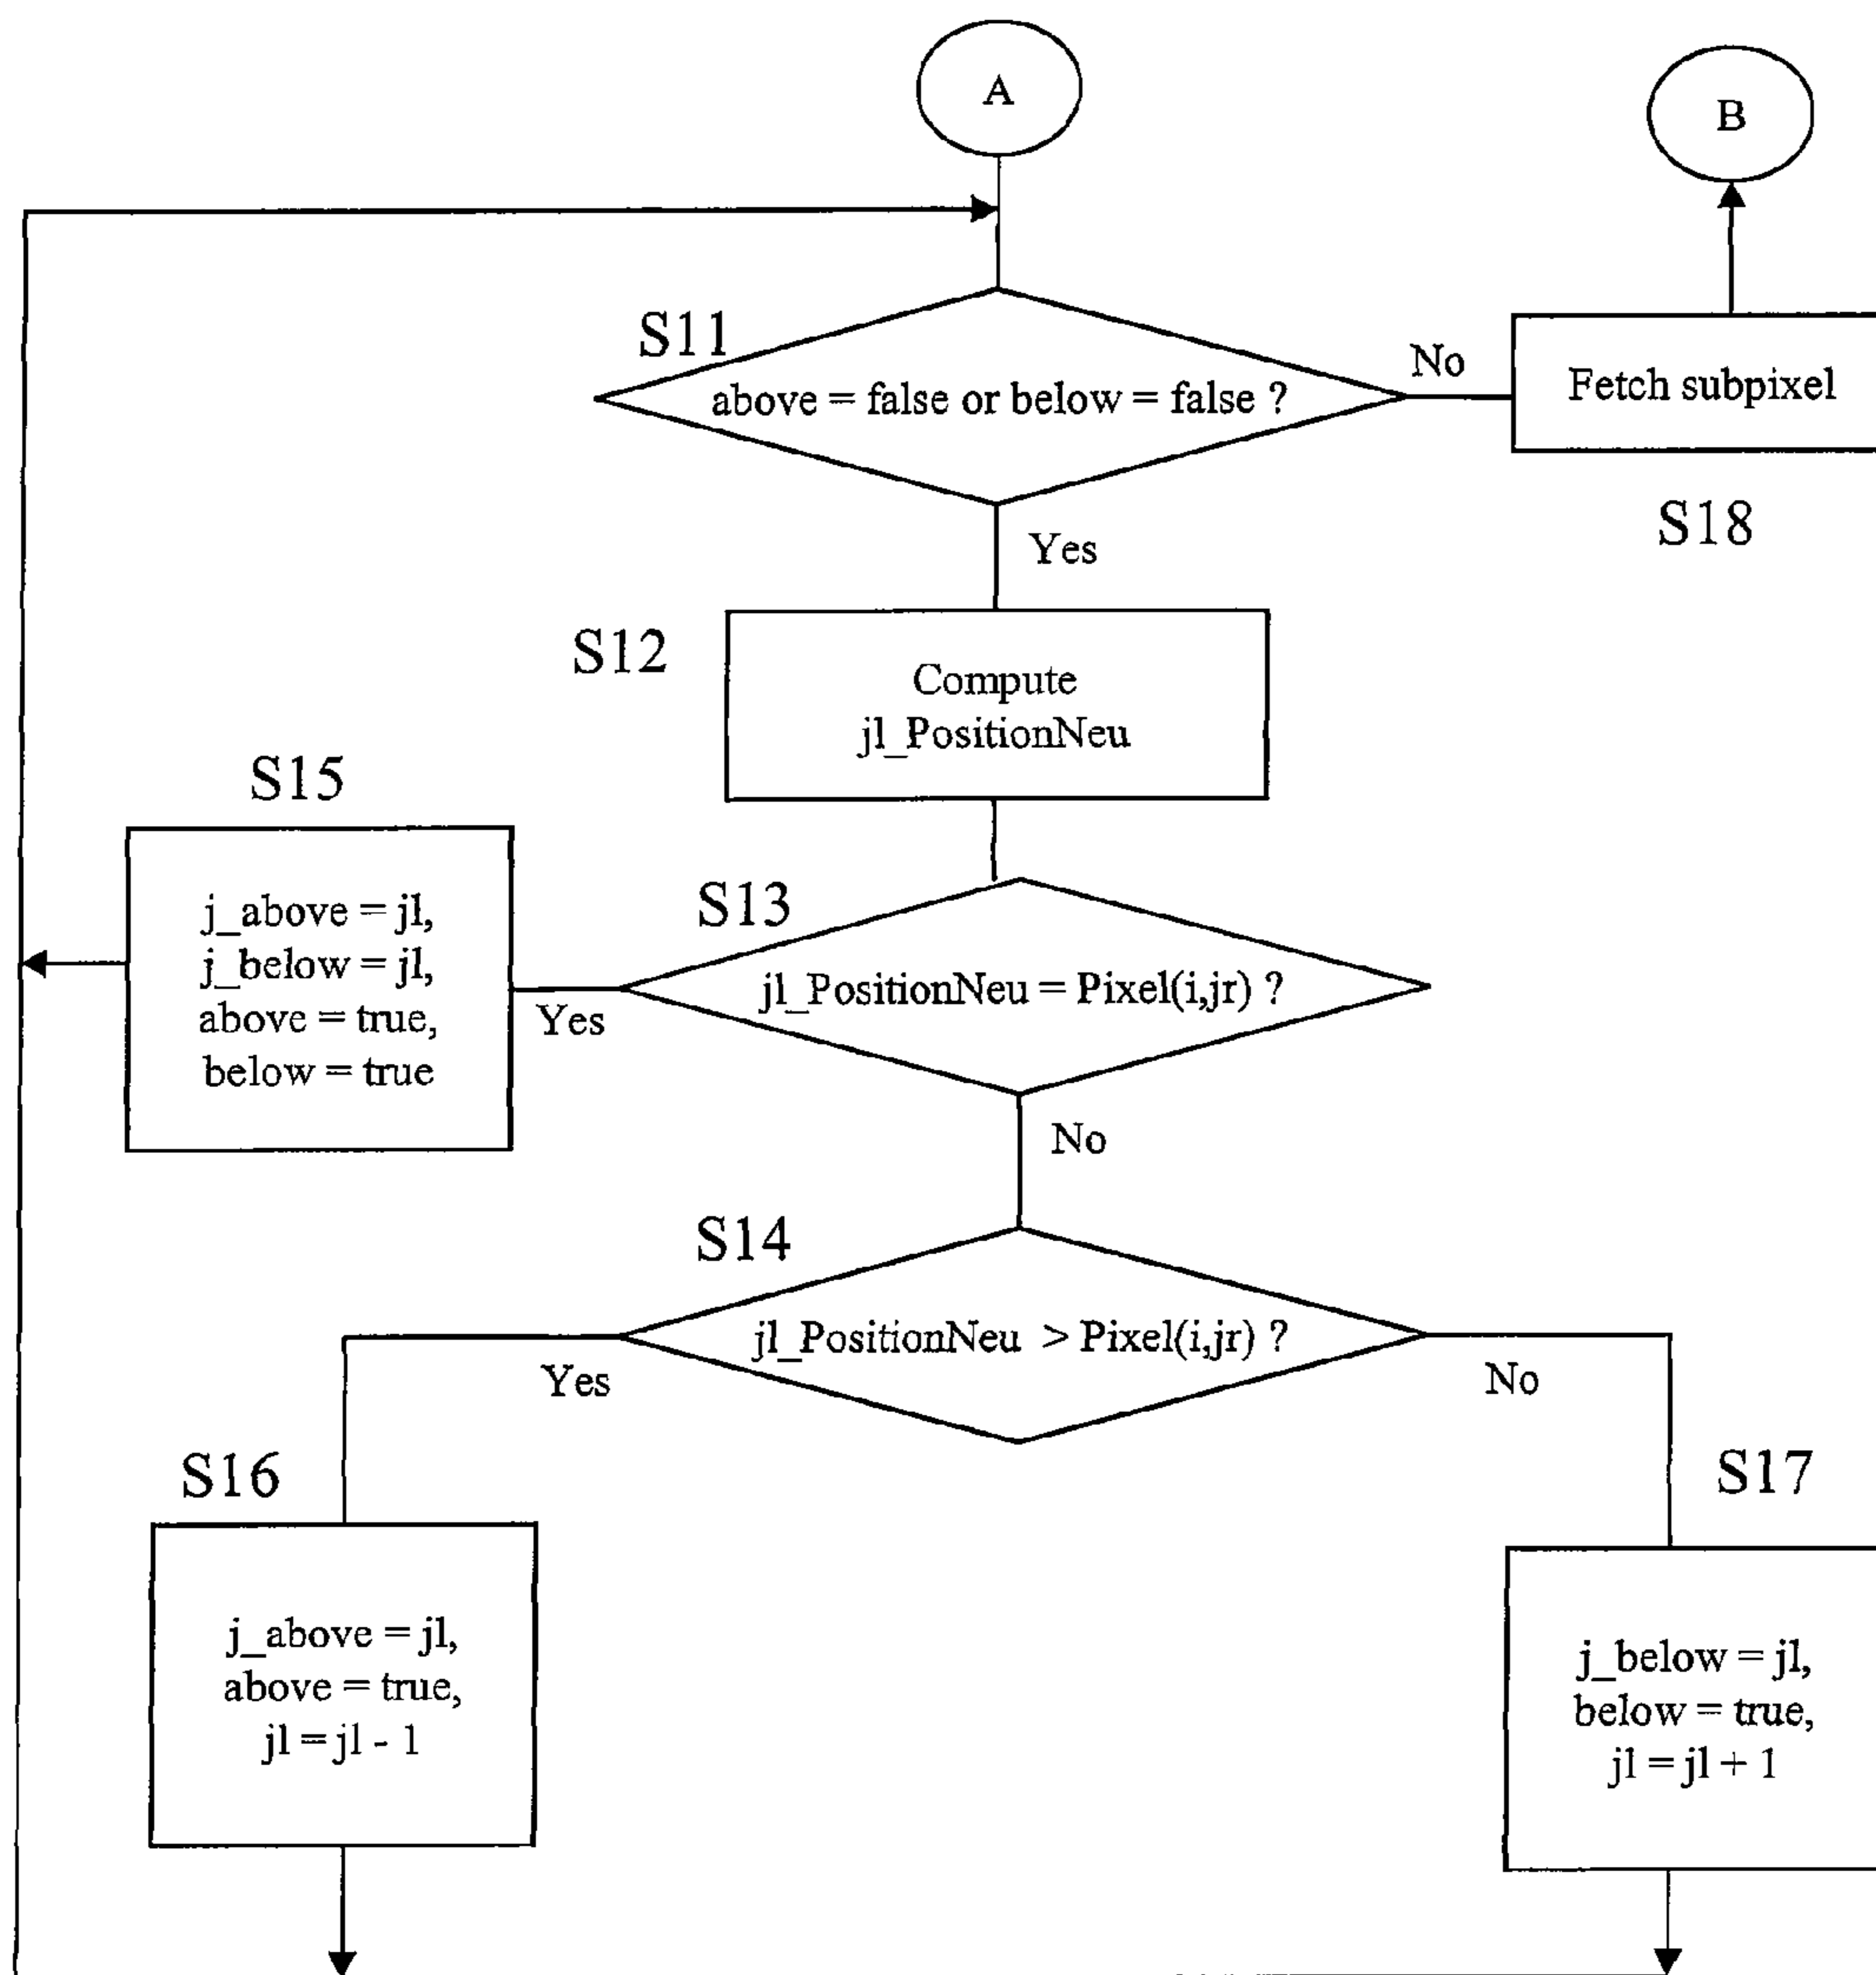 A
B
S11
above = false or below = false ?
No
Fetch subpixel
S18
Yes
S12
Compute
jl_PositionNeu
S15
j_above = jl,
j_below = jl,
above = true,
below = true
S13
jl_PositionNeu = Pixel(i,jr) ?
Yes
No
S14
jl_PositionNeu > Pixel(i,jr) ?
Yes
No
S16
j_above = jl,
above = true,
jl = jl - 1
S17
j_below = jl,
below = true,
jl = jl + 1